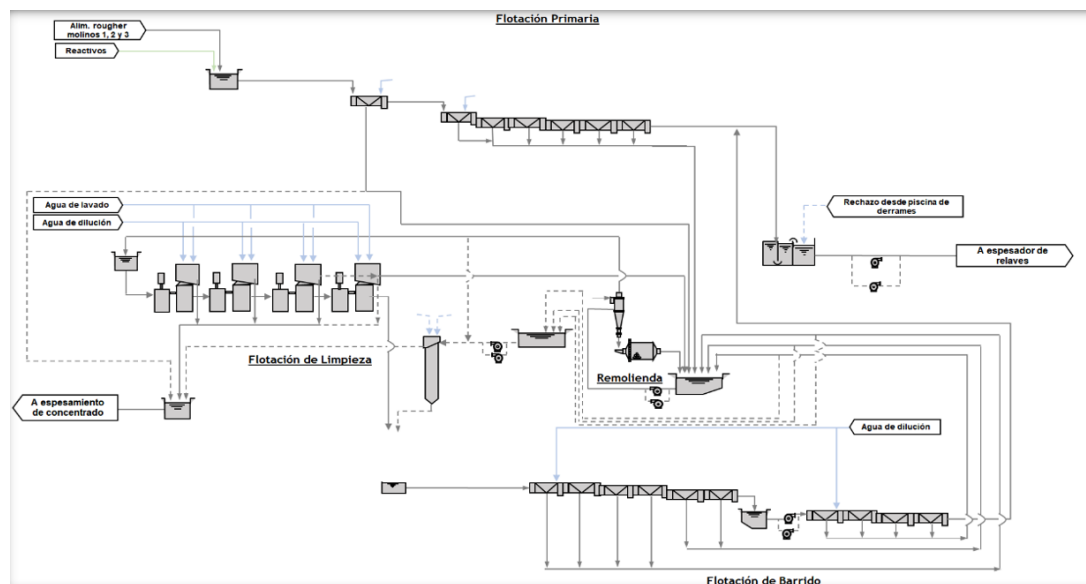 Flotación Primaria
Alim. rougher
molinos 1, 2 y 3
Reactivos
Agua de lavado
Agua de dilución
Rechazo desde piscina de
derrames
A espesador de
relaves
Flotación de Limpieza
Remolienda
A espesamiento
de concentrado
Agua de dilución
Flotación de Barrido